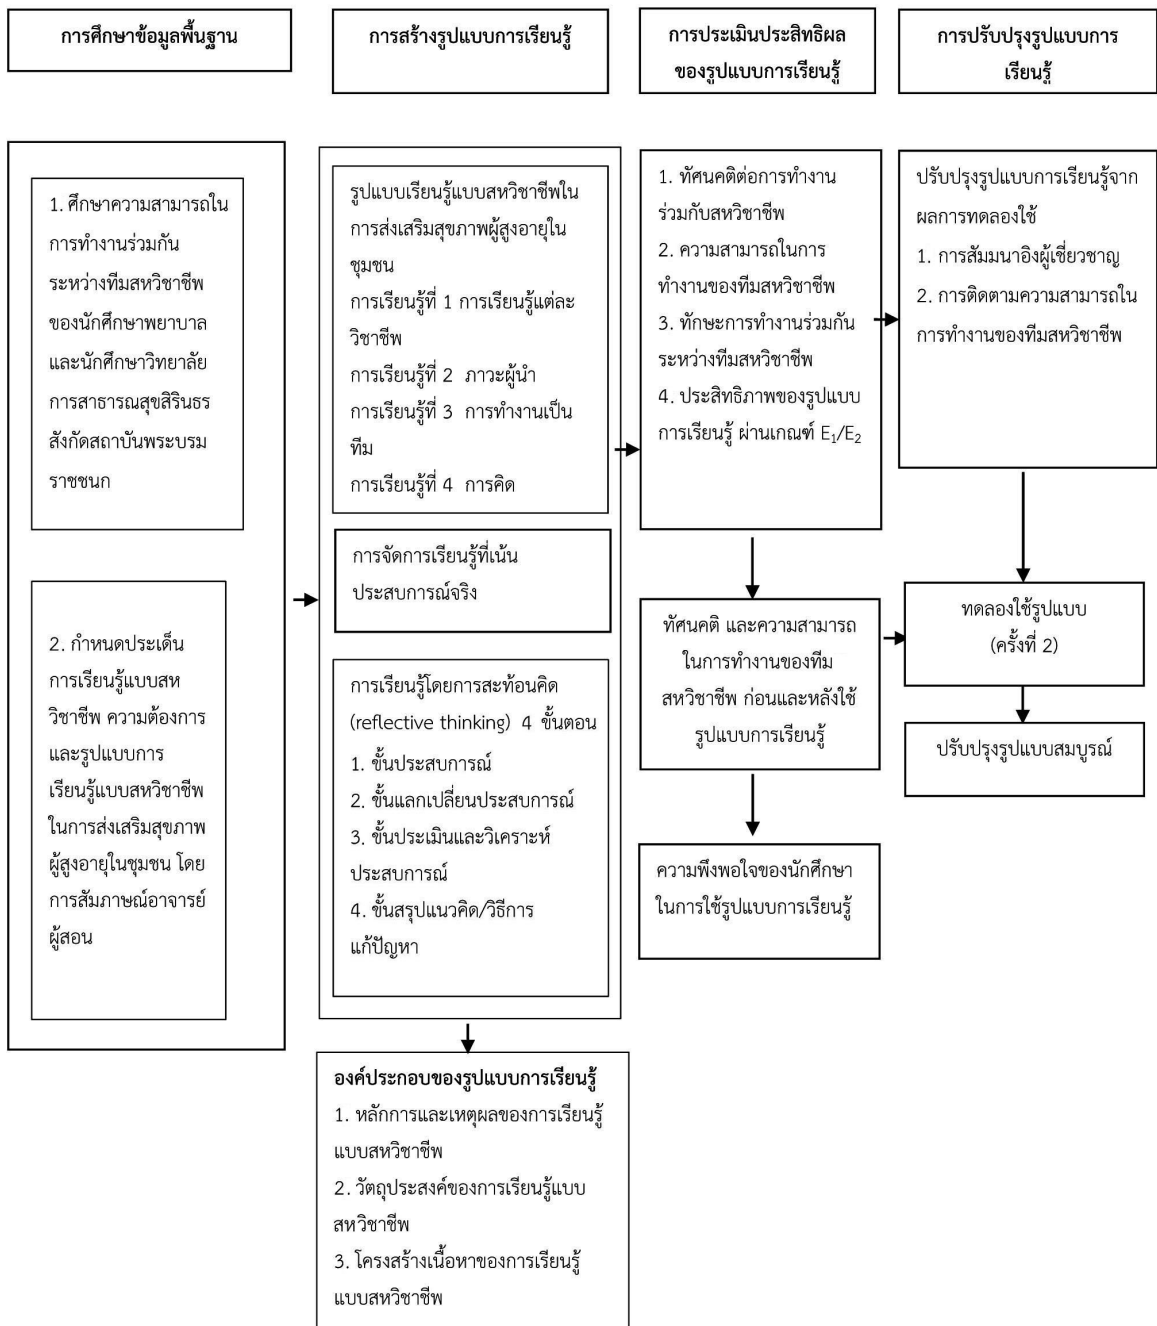 การศึกษาข้อมูลพื้นฐาน
การสร้างรูปแบบการเรียนรู้
การประเมินประสิทธิผล
ของรูปแบบการเรียนรู้
การปรับปรุงรูปแบบการ
เรียนรู้
1. ศึกษาความสามารถใน
การทำงานร่วมกัน
ระหว่างทีมสหวิชาชีพ
ของนักศึกษาพยาบาล
และนักศึกษาวิทยาลัย
การสาธารณสุขสิรินธร
สังกัดสถาบันพระบรม
ราชชนก
2. กำหนดประเด็น
การเรียนรู้แบบสห
วิชาชีพ ความต้องการ
และรูปแบบการ
เรียนรู้แบบสหวิชาชีพ
ในการส่งเสริมสุขภาพ
ผู้สูงอายุในชุมชน โดย
การสัมภาษณ์อาจารย์
ผู้สอน
รูปแบบเรียนรู้แบบสหวิชาชีพใน
การส่งเสริมสุขภาพผู้สูงอายุใน
ชุมชน
การเรียนรู้ที่ 1 การเรียนรู้แต่ละ
วิชาชีพ
การเรียนรู้ที่ 2 ภาวะผู้นำ
การเรียนรู้ที่ 3 การทำงานเป็น
ทีม
การเรียนรู้ที่ 4 การคิด
การจัดการเรียนรู้ที่เน้น
ประสบการณ์จริง
การเรียนรู้โดยการสะท้อนคิด
(reflective thinking) 4 ขั้นตอน
1. ขั้นประสบการณ์
2. ขั้นแลกเปลี่ยนประสบการณ์
3. ขั้นประเมินและวิเคราะห์
ประสบการณ์
4. ขั้นสรุปแนวคิด/วิธีการ
แก้ปัญหา
องค์ประกอบของรูปแบบการเรียนรู้
1. หลักการและเหตุผลของการเรียนรู้
แบบสหวิชาชีพ
2. วัตถุประสงค์ของการเรียนรู้แบบ
สหวิชาชีพ
3. โครงสร้างเนื้อหาของการเรียนรู้
แบบสหวิชาชีพ
1. ทัศนคติต่อการทำงาน
ร่วมกับสหวิชาชีพ
2. ความสามารถในการ
ทำงานของทีมสหวิชาชีพ
3. ทักษะการทำงานร่วมกัน
ระหว่างทีมสหวิชาชีพ
4. ประสิทธิภาพของรูปแบบ
การเรียนรู้ ผ่านเกณฑ์ E₁/E₂
ทัศนคติ และความสามารถ
ในการทำงานของทีม
สหวิชาชีพ ก่อนและหลังใช้
รูปแบบการเรียนรู้
ความพึงพอใจของนักศึกษา
ในการใช้รูปแบบการเรียนรู้
ปรับปรุงรูปแบบการเรียนรู้จาก
ผลการทดลองใช้
1. การสัมมนาอิงผู้เชี่ยวชาญ
2. การติดตามความสามารถใน
การทำงานของทีมสหวิชาชีพ
ทดลองใช้รูปแบบ
(ครั้งที่ 2)
ปรับปรุงรูปแบบสมบูรณ์